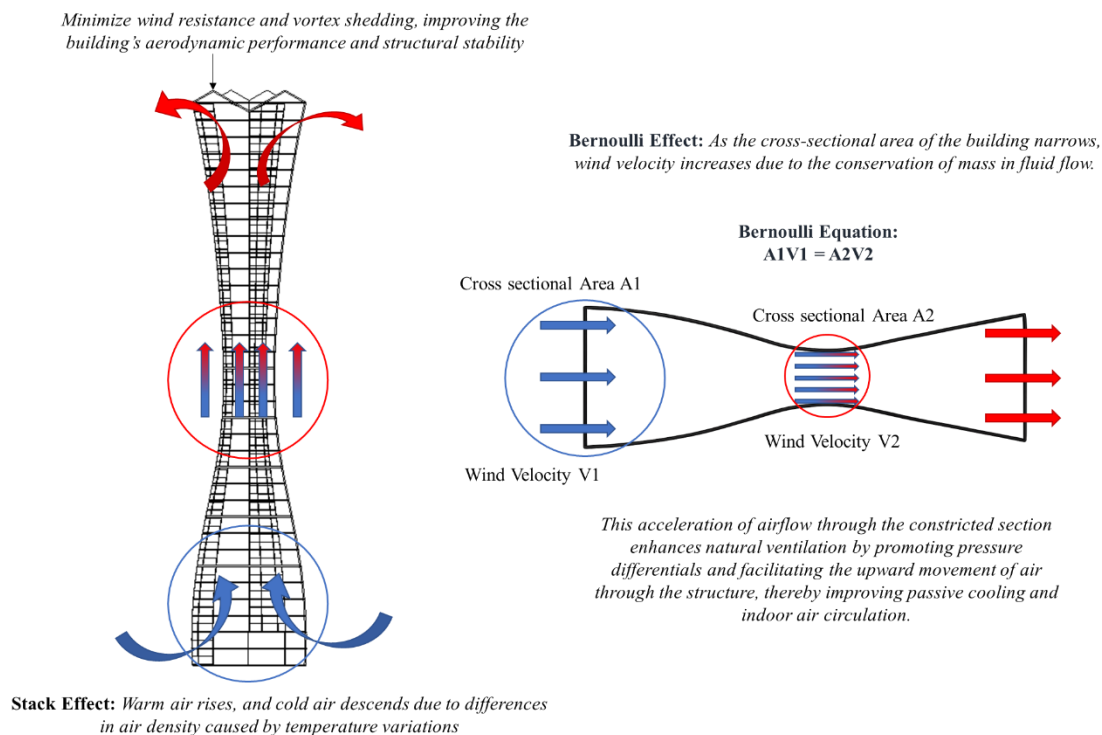 Minimize wind resistance and vortex shedding, improving the
building's aerodynamic performance and structural stability
Bernoulli Effect: As the cross-sectional area of the building narrows,
wind velocity increases due to the conservation of mass in fluid flow.
Bernoulli Equation:
A1V1 = A2V2
Cross sectional Area A1
Cross sectional Area A2
Wind Velocity V2
Wind Velocity V1
This acceleration of airflow through the constricted section
enhances natural ventilation by promoting pressure
differentials and facilitating the upward movement of air
through the structure, thereby improving passive cooling and
indoor air circulation.
Stack Effect: Warm air rises, and cold air descends due to differences
in air density caused by temperature variations